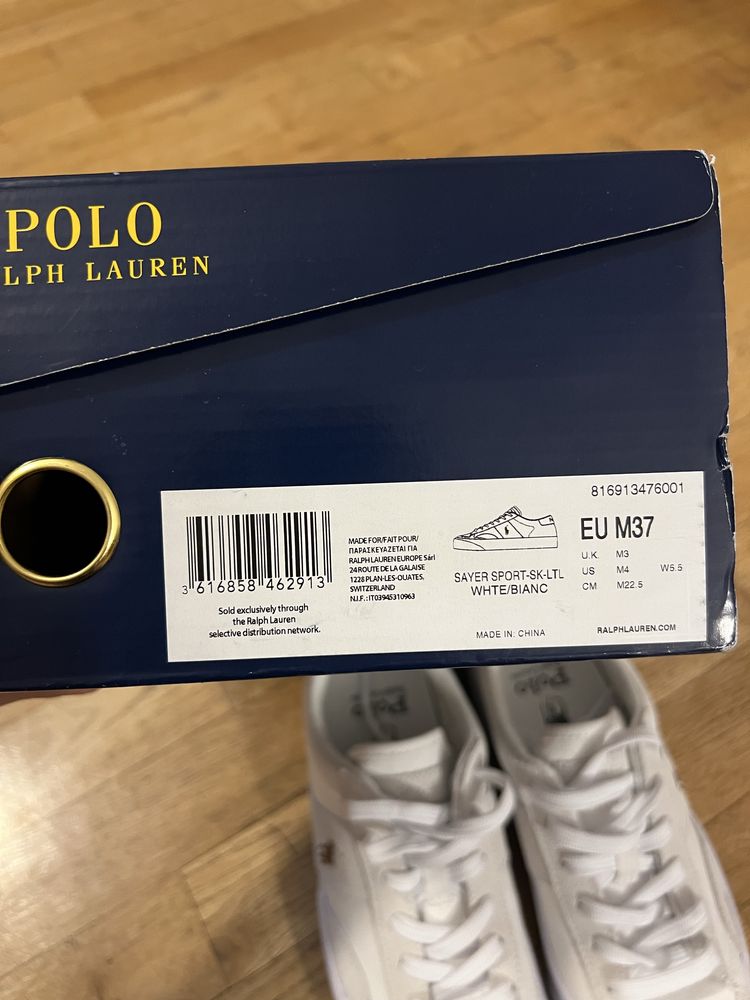 POLO
LPH LAUREN
816913476001
3 616858 462913
Sold exclusively through
the Ralph Lauren
selective distribution network.
MADE FOR/FAIT POUR/
ΠΑΡΑΣΚΕΥΑΖΕΤΑΙ ΓΙΑ
RALPH LAUREN EUROPE Sàrl
24 ROUTE DE LA GALAISE
1228 PLAN-LES-OUATES,
SWITZERLAND
N.I.F.: IT03945310963
SAYER SPORT-SK-LTL
WHTE/BIANC
MADE IN: CHINA
EU M37
U.K. M3
US M4 W5.5
CM M22.5
RALPHLAUREN.COM
Polo
Polo